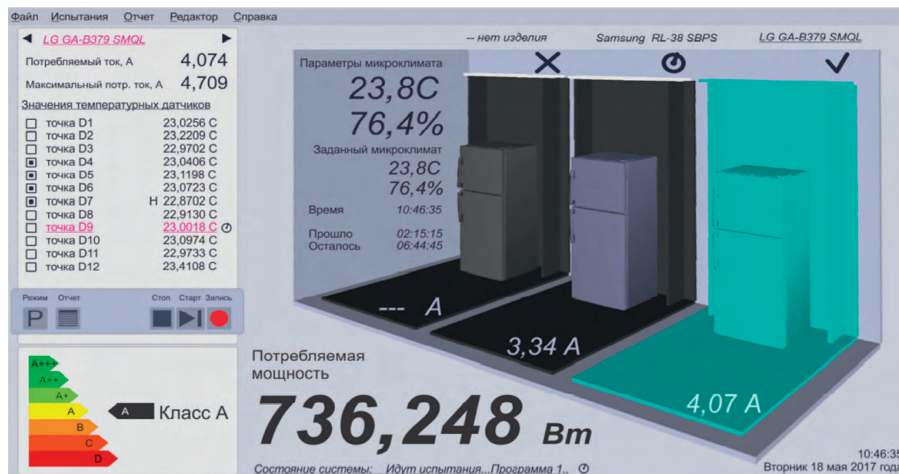 Файл Испытания Отчет Редактор Справка
LG GA-B379 SMQL
Потребляемый ток, А 4,074
Максимальный потр. ток, А 4,709
Значения температурных датчиков
точка D1 23,0256 С
точка D2 23,2209 С
точка D3 22,9702 С
точка D4 23,0406 С
точка D5 23,1198 С
точка D6 23,0723 С
точка D7 Н 22,8702 С
точка D8 22,9130 С
точка D9 23,0018 С
точка D10 23,0974 С
точка D11 22,9733 С
точка D12 23,4108 С
Режим Отчет Стоп Старт Запись
P
A+++
A++
A+
A
B
C
D
A Класс А
-- нет изделия Samsung RL-38 SBPS LG GA-B379 SMQL
Параметры микроклимата
23,8С
76,4%
Заданный микроклимат
23,8С
76,4%
Время 10:46:35
Прошло 02:15:15
Осталось 06:44:45
--- А
3,34 А
4,07 А
Потребляемая
мощность
736,248 Вт
Состояние системы: Идут испытания...Программа 1..
10:46:35
Вторник 18 мая 2017 года